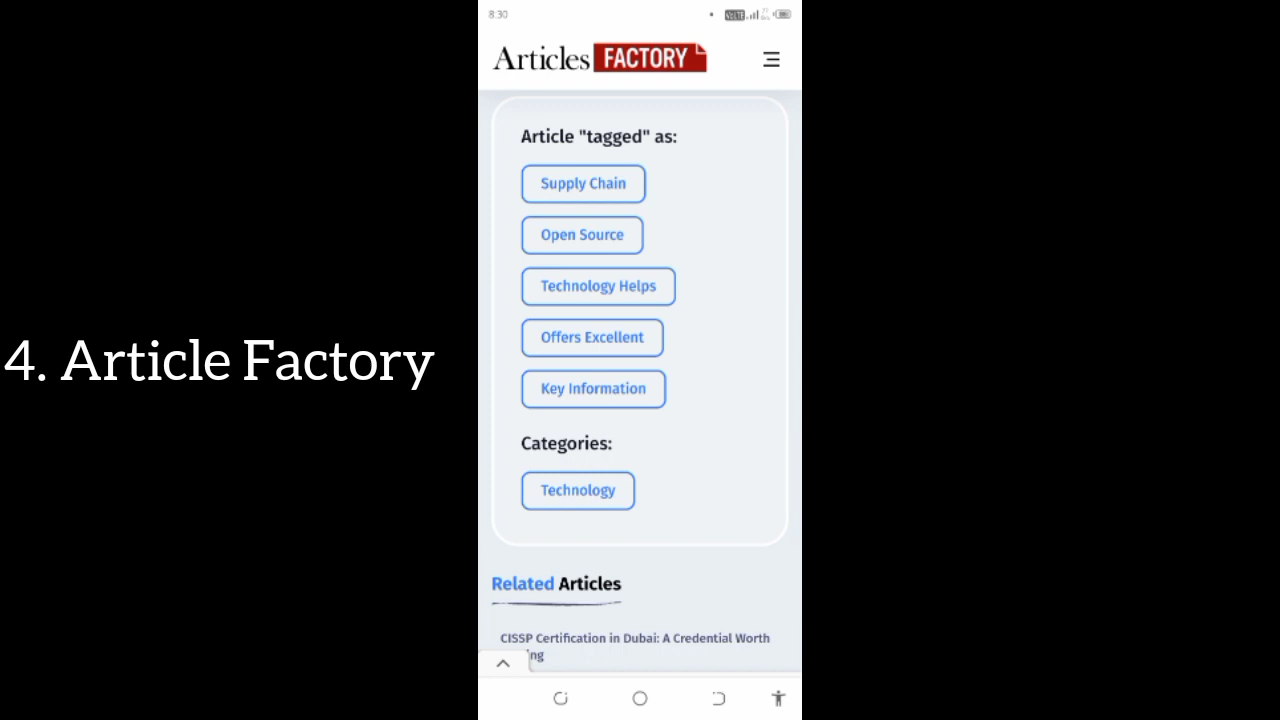 8:30
Articles FACTORY
Article "tagged" as:
Supply Chain
Open Source
Technology Helps
Offers Excellent
Key Information
Categories:
Technology
Related Articles
CISSP Certification in Dubai: A Credential Worth
ng
4. Article Factory